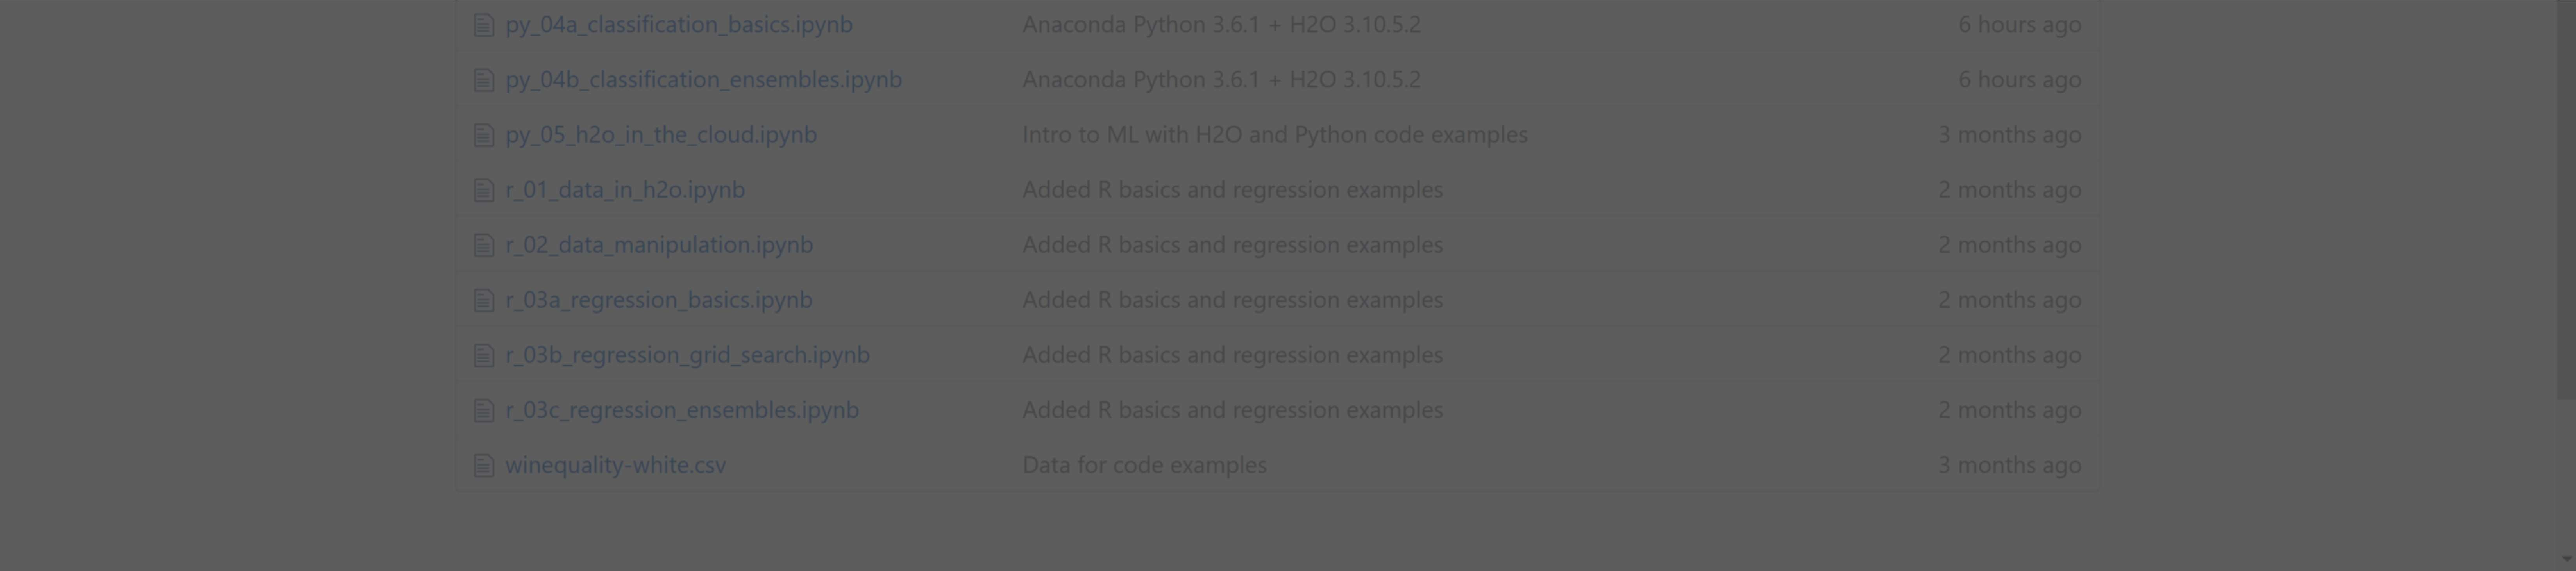 py_04a_classification_basics.ipynb Anaconda Python 3.6.1 + H2O 3.10.5.2 6 hours ago
py_04b_classification_ensembles.ipynb Anaconda Python 3.6.1 + H2O 3.10.5.2 6 hours ago
py_05_h2o_in_the_cloud.ipynb Intro to ML with H2O and Python code examples 3 months ago
r_01_data_in_h2o.ipynb Added R basics and regression examples 2 months ago
r_02_data_manipulation.ipynb Added R basics and regression examples 2 months ago
r_03a_regression_basics.ipynb Added R basics and regression examples 2 months ago
r_03b_regression_grid_search.ipynb Added R basics and regression examples 2 months ago
r_03c_regression_ensembles.ipynb Added R basics and regression examples 2 months ago
winequality-white.csv Data for code examples 3 months ago